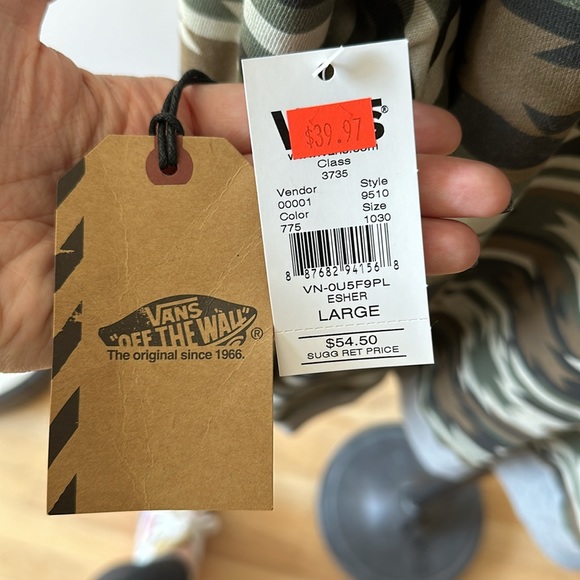 VANS
"OFF THE WALL"
®
The original since 1966.
$39.97
Class
3735
Vendor Style
00001 9510
Color Size
775 1030
8 87682 94156 8
VN-0U5F9PL
ESHER
LARGE
$54.50
SUGG RET PRICE